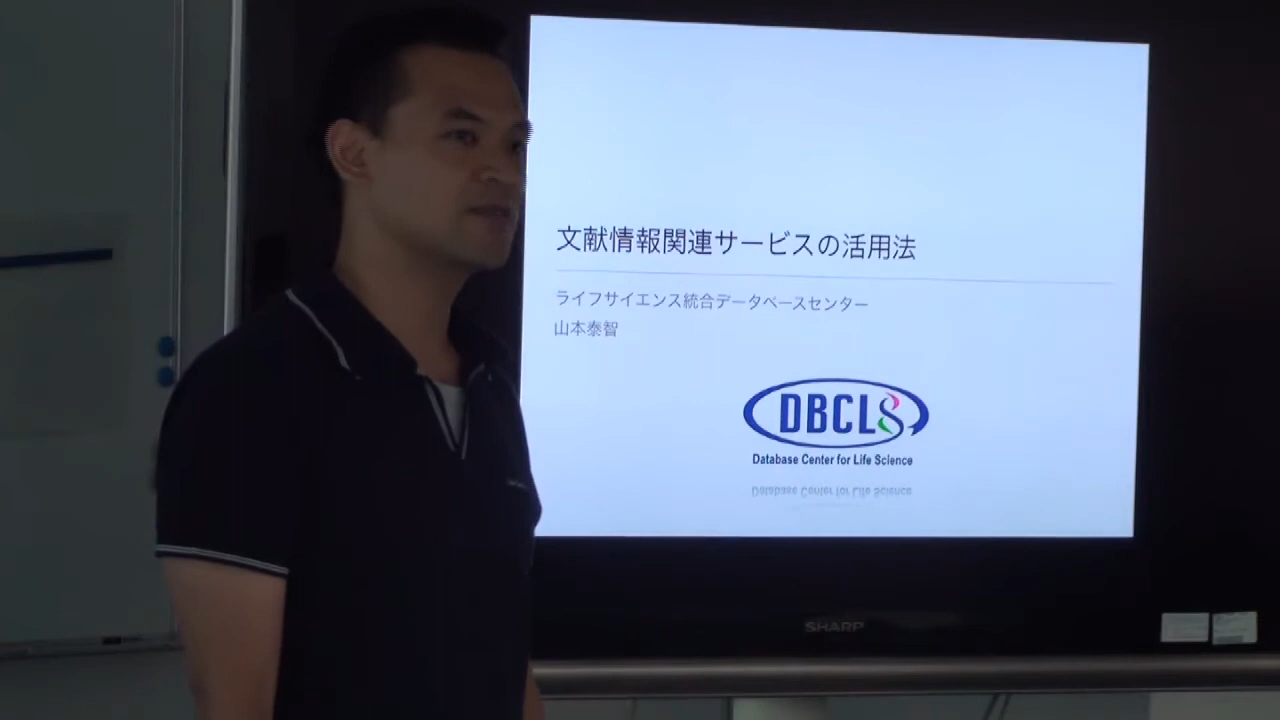 文献情報関連サービスの活用法
ライフサイエンス統合データベースセンター
山本泰智
DBCLS
Database Center for Life Science
SHARP